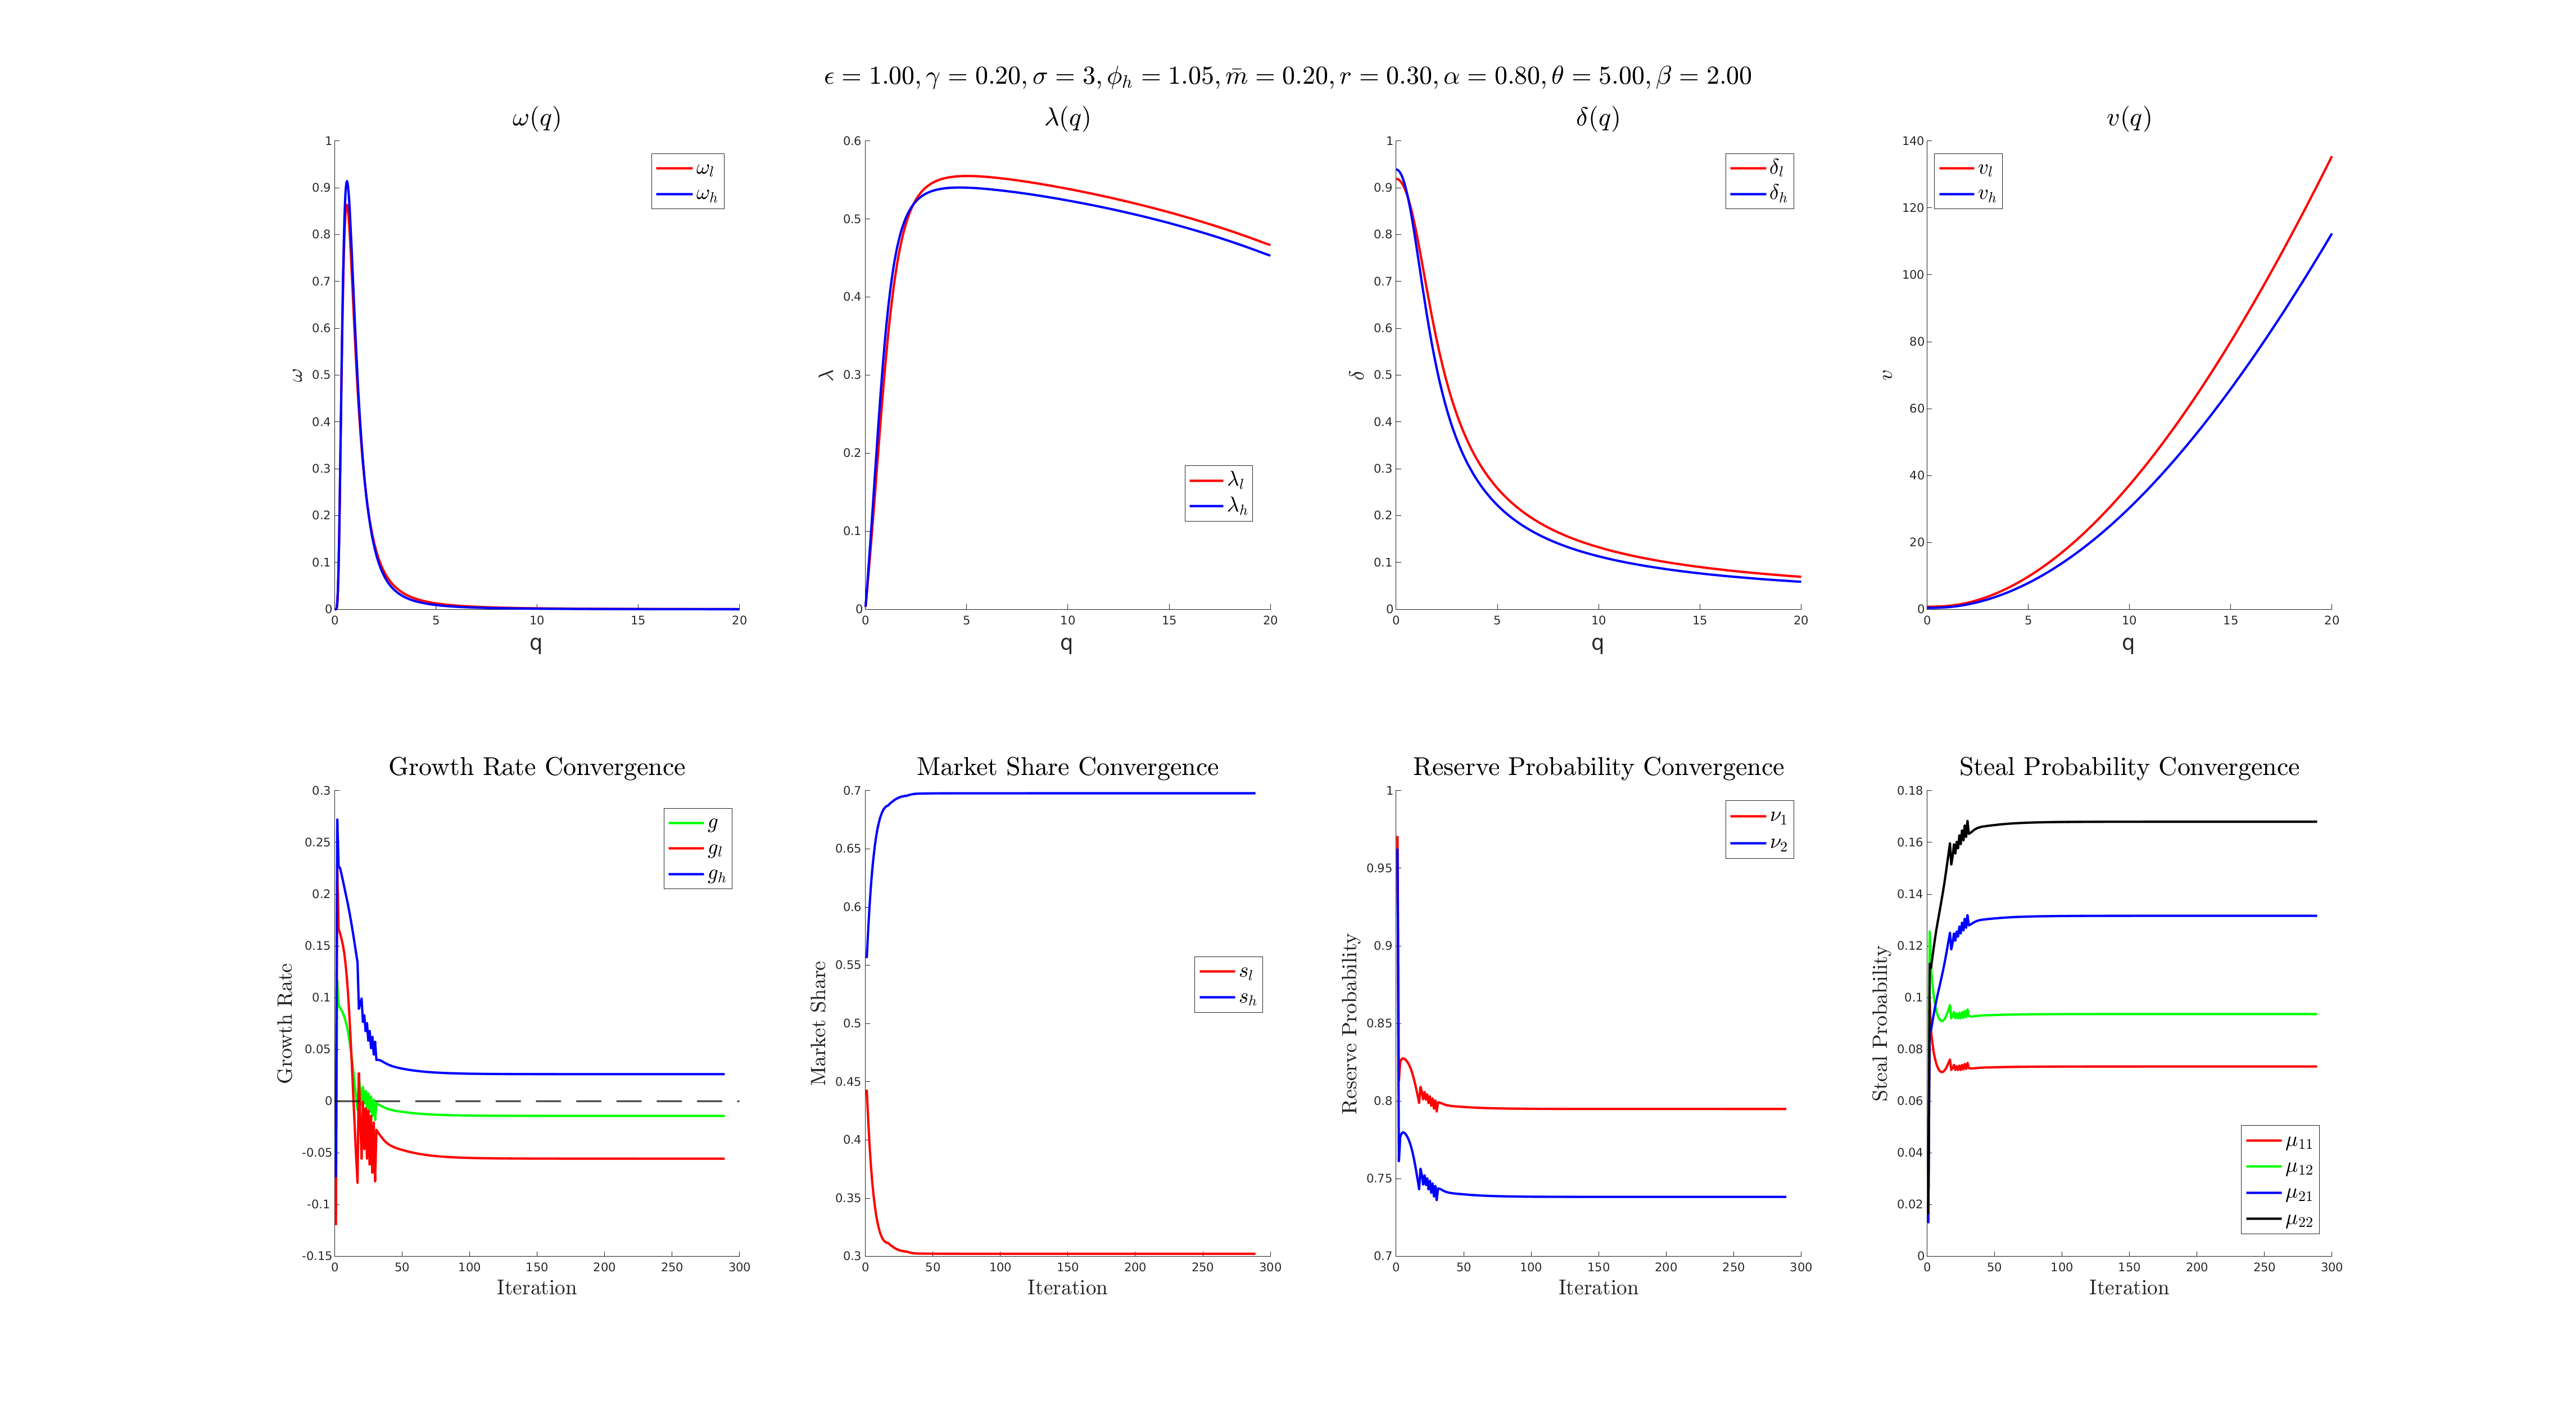 ϵ = 1.00, γ = 0.20, σ = 3, ϕ_h = 1.05, m̄ = 0.20, r = 0.30, α = 0.80, θ = 5.00, β = 2.00
ω(q)
1
0.9
0.8
0.7
0.6
0.5
0.4
0.3
0.2
0.1
0
ω
ω_l
ω_h
0 5 10 15 20
q
λ(q)
0.6
0.5
0.4
0.3
0.2
0.1
0
λ
λ_l
λ_h
0 5 10 15 20
q
δ(q)
1
0.9
0.8
0.7
0.6
0.5
0.4
0.3
0.2
0.1
0
δ
δ_l
δ_h
0 5 10 15 20
q
v(q)
140
120
100
80
60
40
20
0
v
v_l
v_h
0 5 10 15 20
q
Growth Rate Convergence
0.3
0.25
0.2
0.15
0.1
0.05
0
-0.05
-0.1
-0.15
Growth Rate
g
g_l
g_h
0 50 100 150 200 250 300
Iteration
Market Share Convergence
0.7
0.65
0.6
0.55
0.5
0.45
0.4
0.35
0.3
Market Share
s_l
s_h
0 50 100 150 200 250 300
Iteration
Reserve Probability Convergence
1
0.95
0.9
0.85
0.8
0.75
0.7
Reserve Probability
ν_1
ν_2
0 50 100 150 200 250 300
Iteration
Steal Probability Convergence
0.18
0.16
0.14
0.12
0.1
0.08
0.06
0.04
0.02
0
Steal Probability
μ_11
μ_12
μ_21
μ_22
0 50 100 150 200 250 300
Iteration